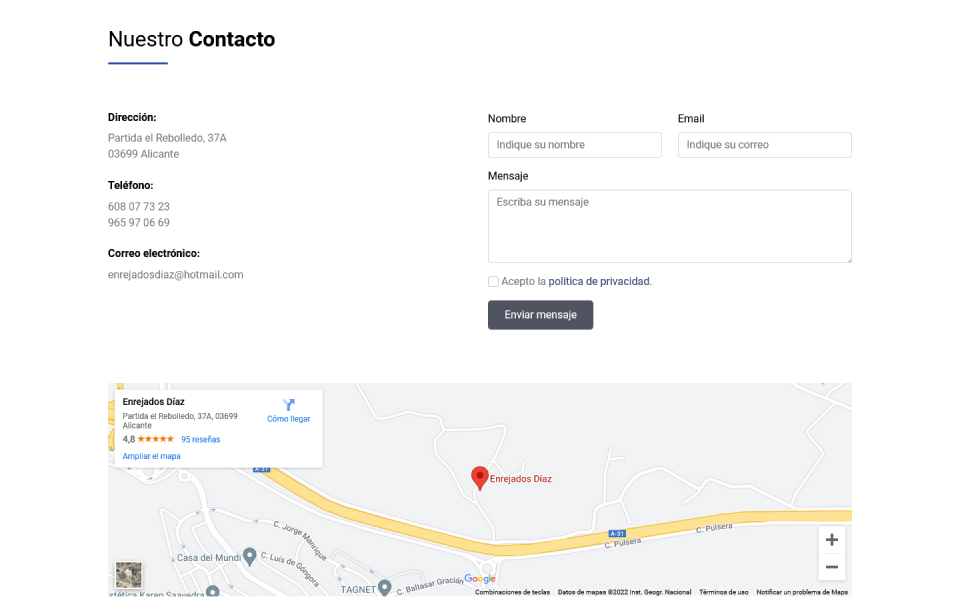 Nuestro Contacto
Dirección:
Partida el Rebolledo, 37A
03699 Alicante
Teléfono:
608 07 73 23
965 97 06 69
Correo electrónico:
enrejadosdiaz@hotmail.com
Nombre
Indique su nombre
Email
Indique su correo
Mensaje
Escriba su mensaje
Acepto la política de privacidad.
Enviar mensaje
Enrejados Díaz
Partida el Rebolledo, 37A, 03699
Alicante
Cómo llegar
4,8 ★★★★★ 95 reseñas
Ampliar el mapa
A-31
Enrejados Díaz
A-31
C. Pulsera
C. Pulsera
C. Jorge Manrique
Casa del Mundi
C. Luis de Góngora
TAGNET
C. Baltasar Gracián
Google
stética Karen Saavedra
Combinaciones de teclas
Datos de mapas ©2022 Inst. Geogr. Nacional
Términos de uso
Notificar un problema de Maps